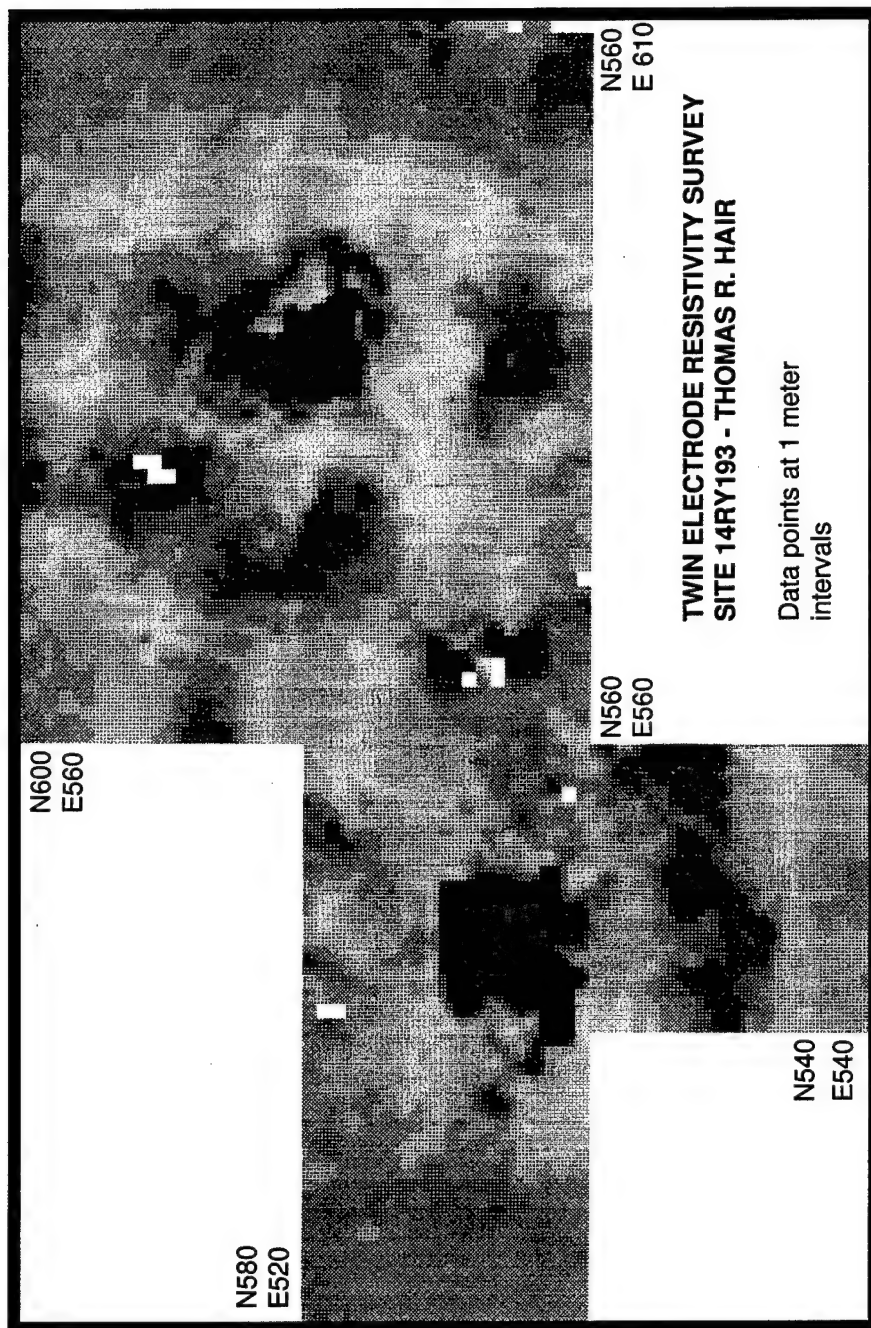 N600
E560
N580
E520
N560
E 610
N560
E560
N540
E540
TWIN ELECTRODE RESISTIVITY SURVEY
SITE 14RY193 - THOMAS R. HAIR
Data points at 1 meter
intervals